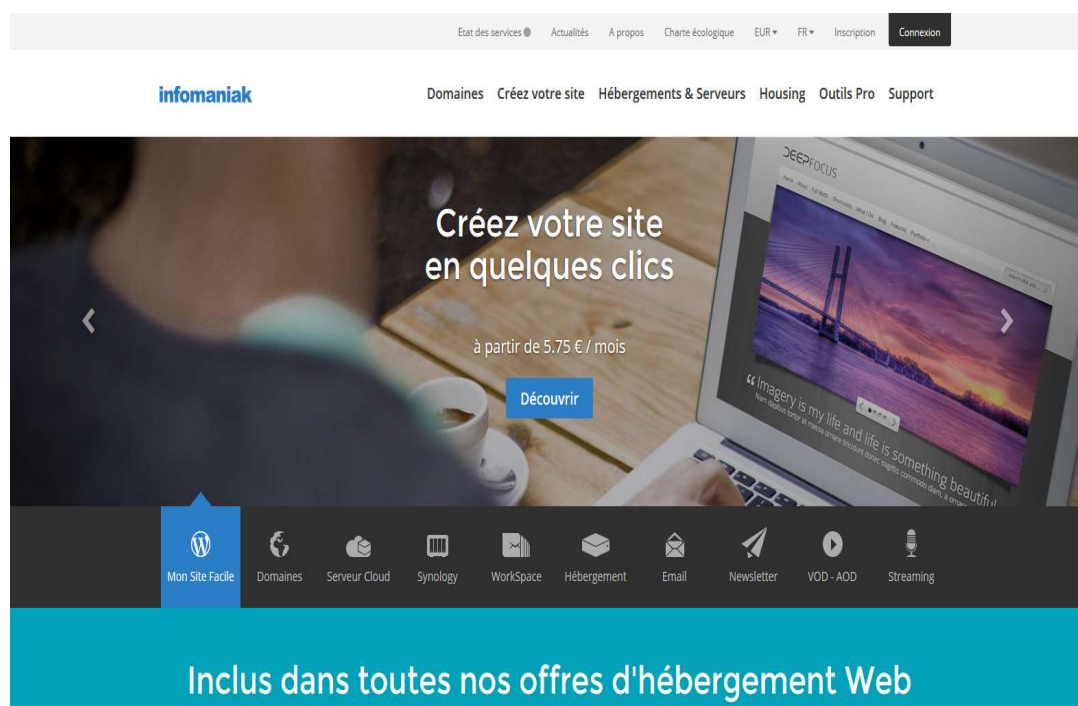 Etat des services Actualités A propos Charte écologique EUR FR Inscription Connexion
infomaniak
Domaines Créez votre site Hébergements & Serveurs Housing Outils Pro Support
DEEPFOCUS
Créez votre site
en quelques clics
à partir de 5.75 € / mois
Découvrir
“ Imagery is my life and life is something beautiful
Mon Site Facile Domaines Serveur Cloud Synology WorkSpace Hébergement Email Newsletter VOD - AOD Streaming
Inclus dans toutes nos offres d'hébergement Web